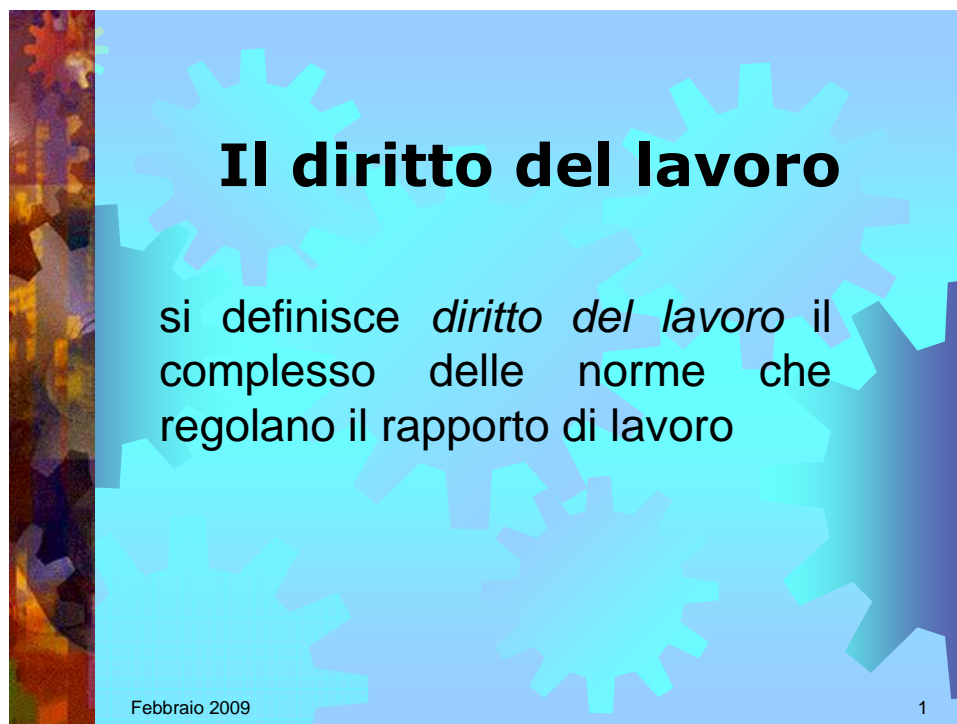 Il diritto del lavoro
si definisce diritto del lavoro il
complesso delle norme che
regolano il rapporto di lavoro
Febbraio 2009
1